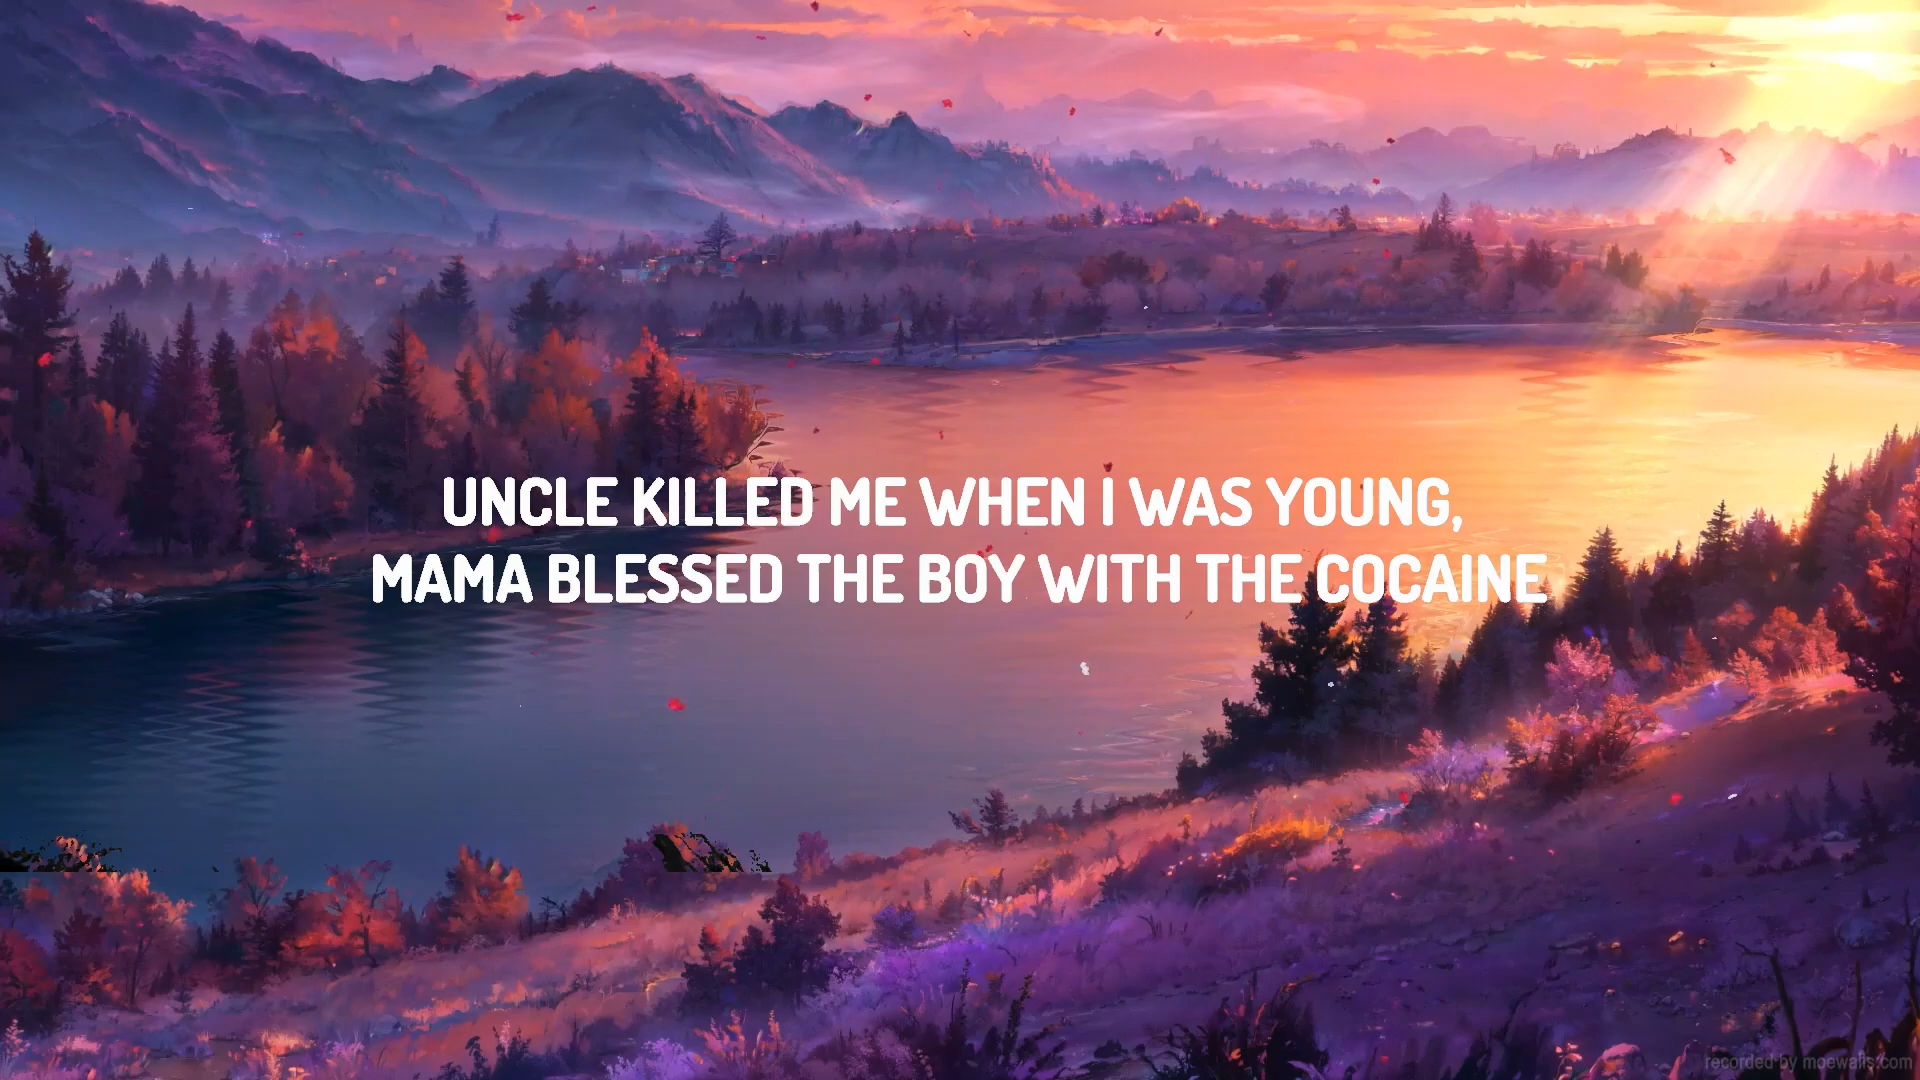 UNCLE KILLED ME WHEN I WAS YOUNG,
MAMA BLESSED THE BOY WITH THE COCAINE
recorded by moewalls.com